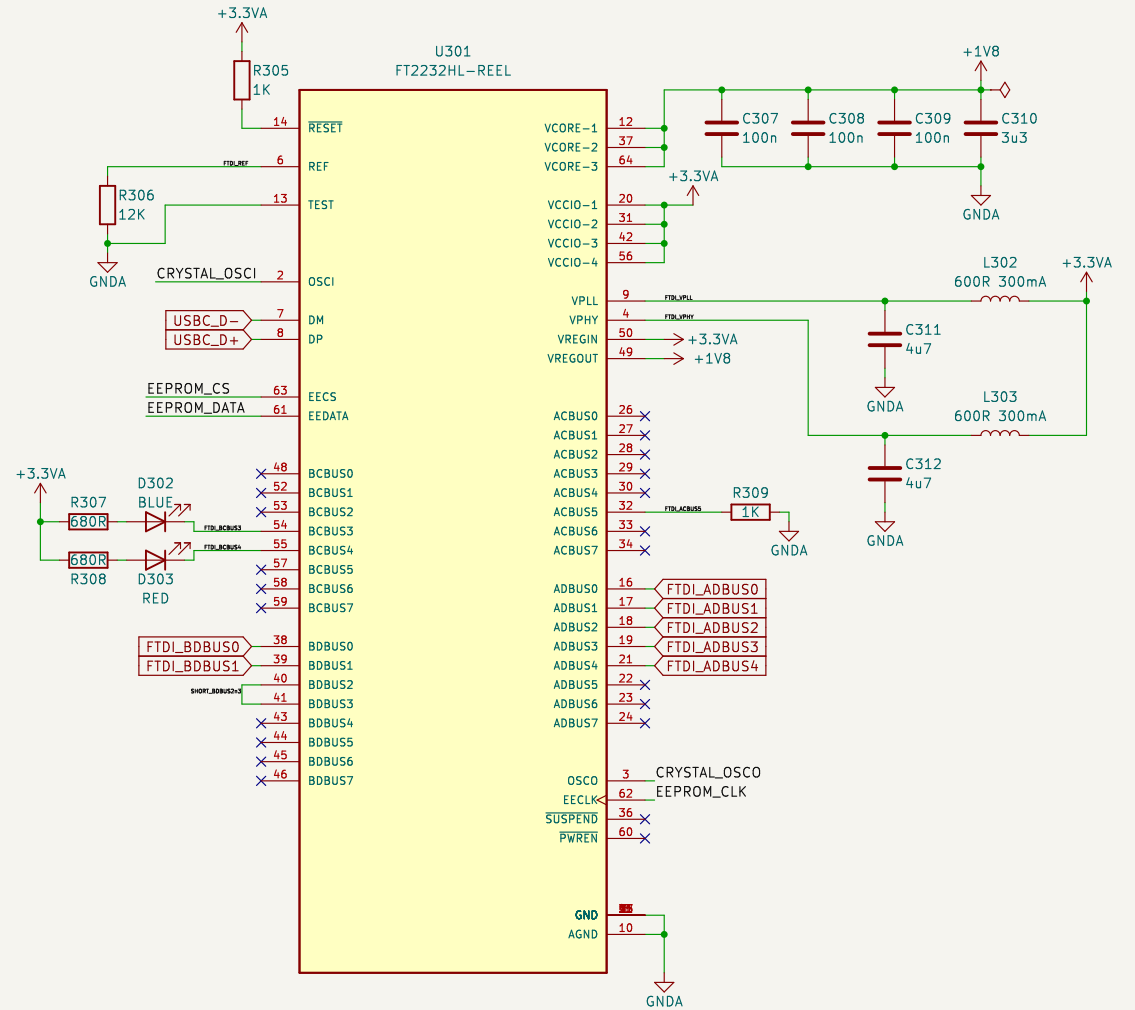 +3.3VA
R305
1K
U301
FT2232HL-REEL
14 RESET
FTDI_REF
6 REF
R306
12K
13 TEST
GNDA
CRYSTAL_OSCI
2 OSCI
USBC_D-
7 DM
USBC_D+
8 DP
EEPROM_CS
63 EECS
EEPROM_DATA
61 EEDATA
48 BCBUS0
52 BCBUS1
53 BCBUS2
FTDI_BCBUS3
54 BCBUS3
FTDI_BCBUS4
55 BCBUS4
57 BCBUS5
58 BCBUS6
59 BCBUS7
+3.3VA
R307
680R
D302
BLUE
680R
R308
D303
RED
FTDI_BDBUS0
38 BDBUS0
FTDI_BDBUS1
39 BDBUS1
40 BDBUS2
SHORT_BDBUS2n3
41 BDBUS3
43 BDBUS4
44 BDBUS5
45 BDBUS6
46 BDBUS7
VCORE-1 12
VCORE-2 37
VCORE-3 64
+1V8
C307
100n
C308
100n
C309
100n
C310
3u3
GNDA
+3.3VA
VCCIO-1 20
VCCIO-2 31
VCCIO-3 42
VCCIO-4 56
VPLL 9
FTDI_VPLL
VPHY 4
FTDI_VPHY
VREGIN 50
+3.3VA
VREGOUT 49
+1V8
L302
600R 300mA
+3.3VA
C311
4u7
GNDA
L303
600R 300mA
C312
4u7
GNDA
ACBUS0 26
ACBUS1 27
ACBUS2 28
ACBUS3 29
ACBUS4 30
ACBUS5 32
FTDI_ACBUS5
R309
1K
GNDA
ACBUS6 33
ACBUS7 34
ADBUS0 16
FTDI_ADBUS0
ADBUS1 17
FTDI_ADBUS1
ADBUS2 18
FTDI_ADBUS2
ADBUS3 19
FTDI_ADBUS3
ADBUS4 21
FTDI_ADBUS4
ADBUS5 22
ADBUS6 23
ADBUS7 24
OSCO 3
CRYSTAL_OSCO
EECLK 62
EEPROM_CLK
SUSPEND 36
PWREN 60
GND
AGND 10
GNDA